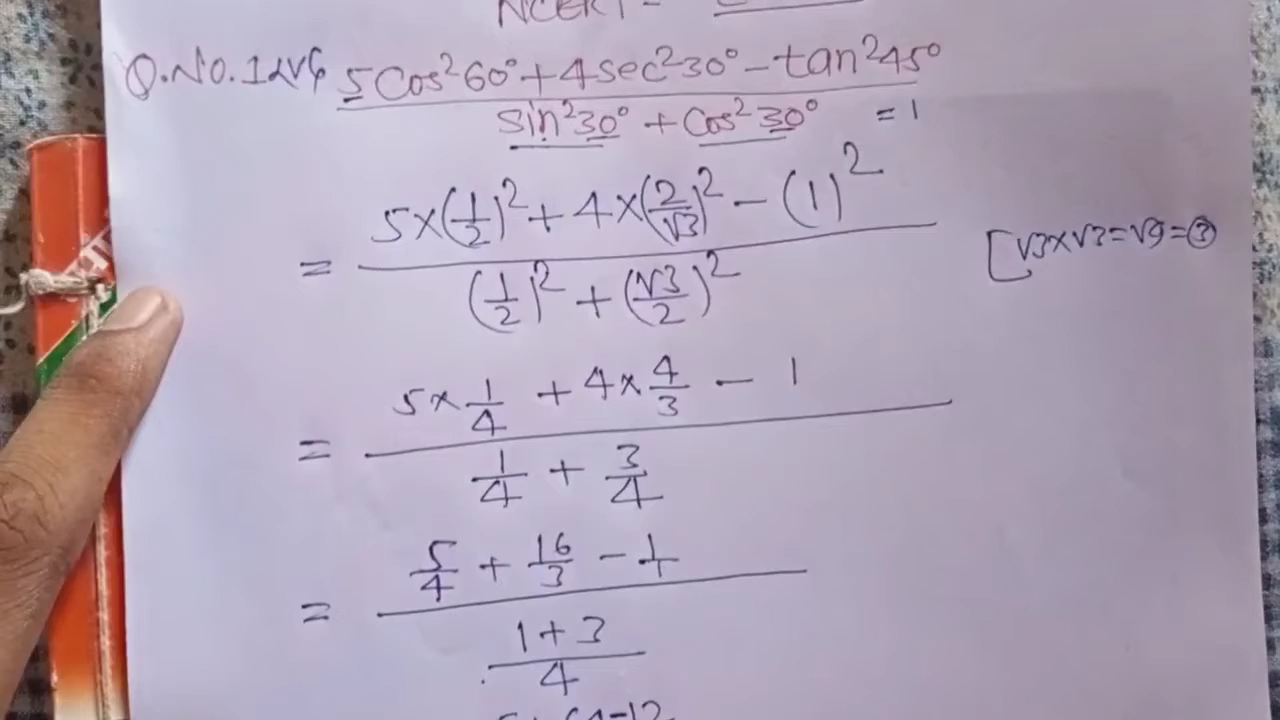 NCERT-
Q.No.1 5cos²60°+4sec²30°-tan²45°
sin²30° + cos²30° = 1
= 5×(1/2)² + 4×(2/√3)² - (1)²
(1/2)² + (√3/2)² [√3×√3=√9=3
= 5×1/4 + 4×4/3 - 1
1/4 + 3/4
= 5/4 + 16/3 - 1/1
1+3
4